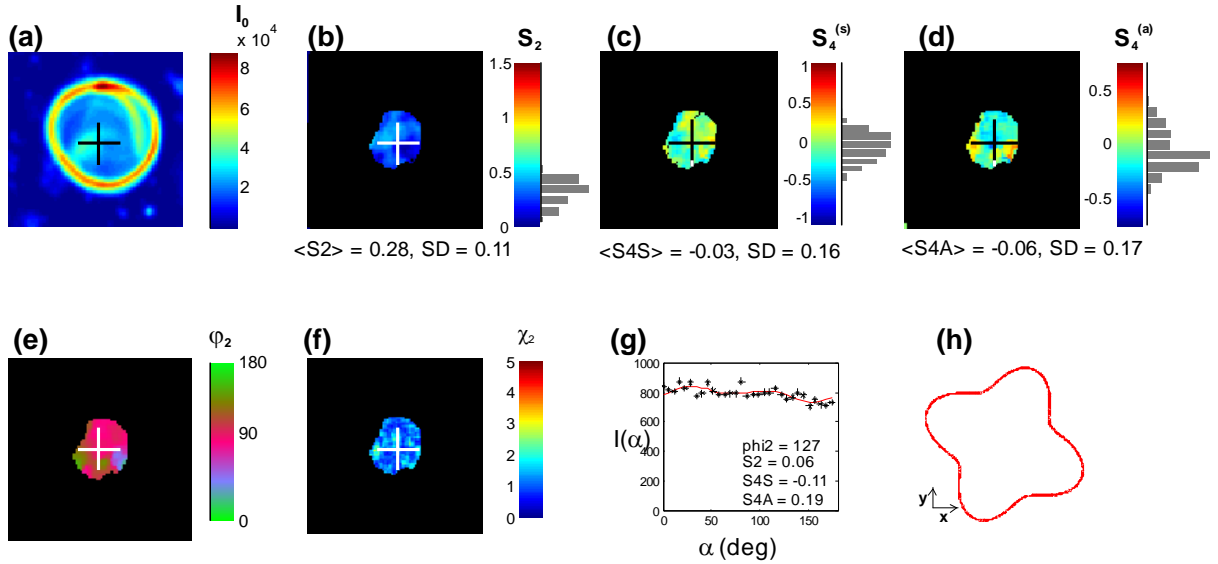 (a)
I0
x 10^4
8
6
4
2
(b)
S2
1.5
1
0.5
0
<S2> = 0.28, SD = 0.11
(c)
S4(s)
1
0.5
0
-0.5
-1
<S4S> = -0.03, SD = 0.16
(d)
S4(a)
0.5
0
-0.5
<S4A> = -0.06, SD = 0.17
(e)
φ2
180
90
0
(f)
χ2
5
4
3
2
1
0
(g)
1000
800
600
400
200
0
I(α)
phi2 = 127
S2 = 0.06
S4S = -0.11
S4A = 0.19
0 50 100 150
α (deg)
(h)
y
x